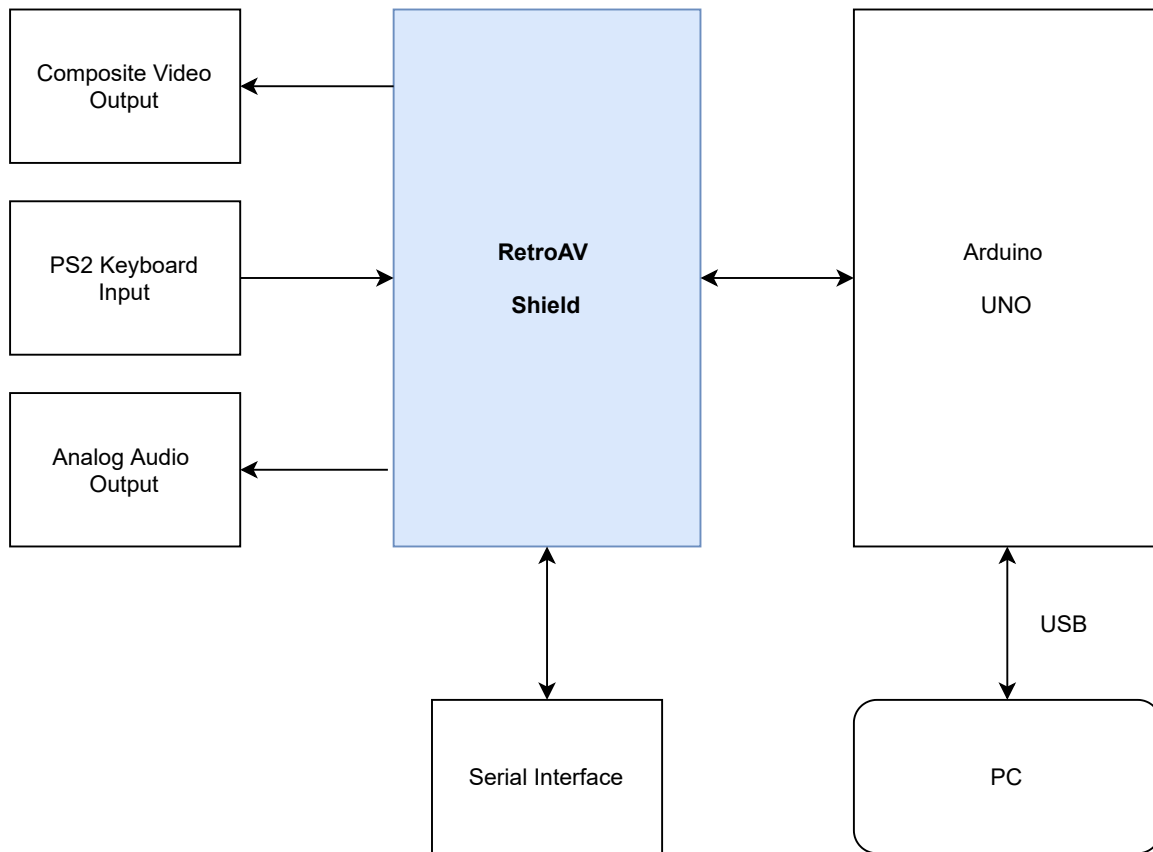 Composite Video
Output
PS2 Keyboard
Input
Analog Audio
Output
RetroAV
Shield
Arduino
UNO
USB
Serial Interface
PC